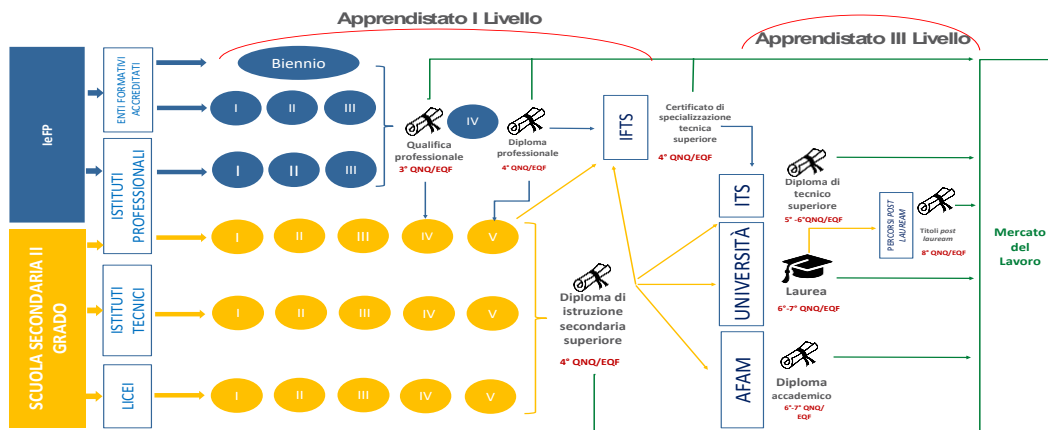 Apprendistato I Livello
Apprendistato III Livello
IeFP
SCUOLA SECONDARIA II
GRADO
ENTI FORMATIVI
ACCREDITATI
ISTITUTI
PROFESSIONALI
ISTITUTI
TECNICI
LICEI
Biennio
I
II
III
I
II
III
I
II
III
IV
V
I
II
III
IV
V
I
II
III
IV
V
Qualifica
professionale
3° QNQ/EQF
IV
Diploma
professionale
4° QNQ/EQF
Diploma di
istruzione
secondaria
superiore
4° QNQ/EQF
IFTS
Certificato di
specializzazione
tecnica
superiore
4° QNQ/EQF
ITS
UNIVERSITÀ
AFAM
Diploma di
tecnico
superiore
5° -6°QNQ/EQF
Laurea
6°-7° QNQ/EQF
Diploma
accademico
6°-7° QNQ/
EQF
PERCORSI POST
LAUREAM
Titoli post
lauream
8° QNQ/EQF
Mercato
del
Lavoro